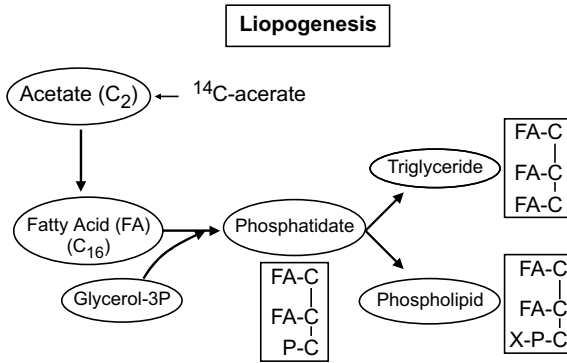 Liopogenesis
Acetate (C₂)
¹⁴C-acerate
Fatty Acid (FA)
(C₁₆)
Glycerol-3P
Phosphatidate
FA-C
FA-C
P-C
Triglyceride
FA-C
FA-C
FA-C
Phospholipid
FA-C
FA-C
X-P-C